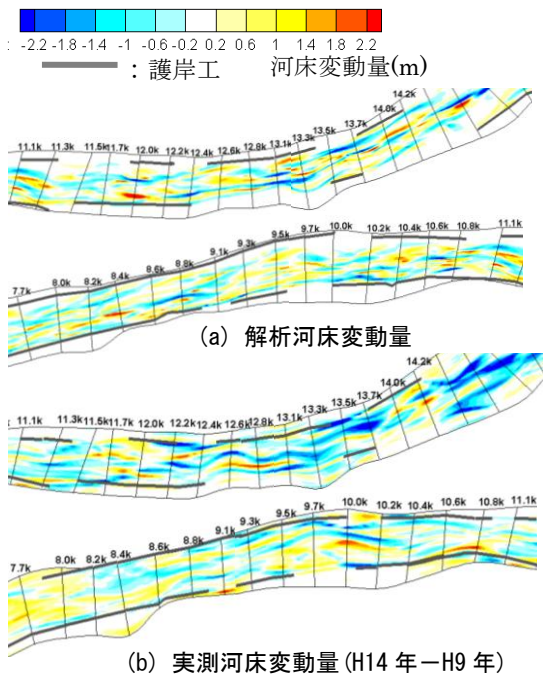 -2.2 -1.8 -1.4 -1 -0.6 -0.2 0.2 0.6 1 1.4 1.8 2.2
：護岸工 河床変動量(m)
14.2k
14.0k
13.7k
13.5k
11.1k 11.3k 11.5k 11.7k 12.0k 12.2k 12.4k 12.6k 12.8k 13.1k 13.3k
7.7k 8.0k 8.2k 8.4k 8.6k 8.8k 9.1k 9.3k 9.5k 9.7k 10.0k 10.2k 10.4k 10.6k 10.8k 11.1k
(a) 解析河床変動量
14.2k
14.0k
13.7k
11.1k 11.3k 11.5k 11.7k 12.0k 12.2k 12.4k 12.6k 12.8k 13.1k 13.3k 13.5k
7.7k 8.0k 8.2k 8.4k 8.6k 8.8k 9.1k 9.3k 9.5k 9.7k 10.0k 10.2k 10.4k 10.6k 10.8k 11.1k
(b) 実測河床変動量(H14 年－H9 年)